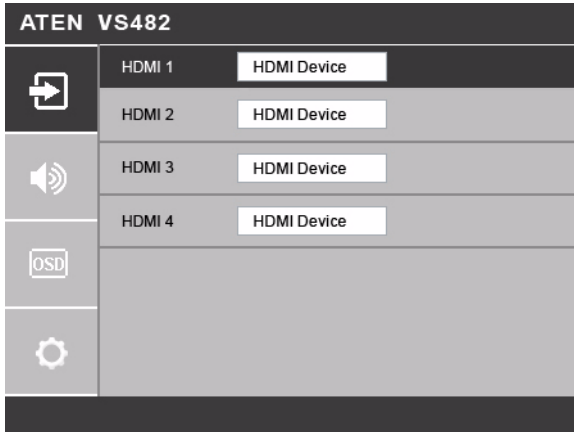 ATEN VS482
HDMI 1 HDMI Device
HDMI 2 HDMI Device
HDMI 3 HDMI Device
HDMI 4 HDMI Device
OSD